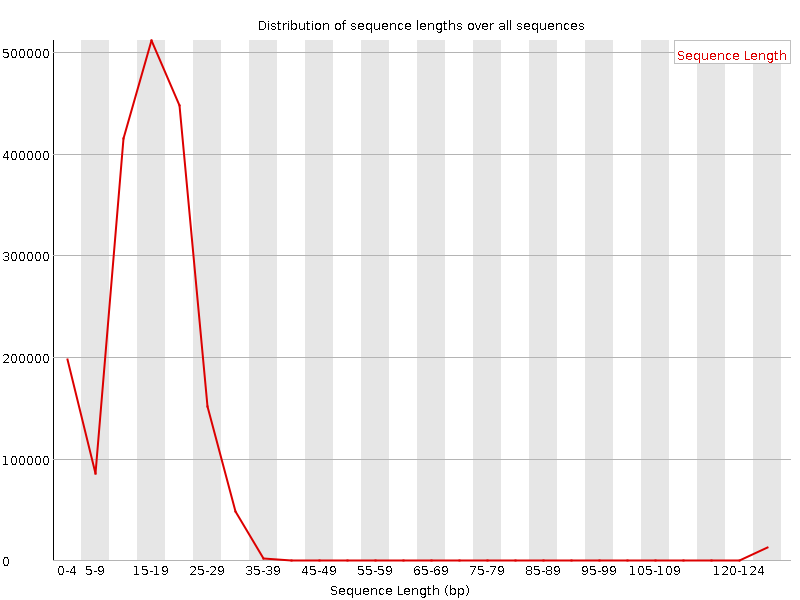 Distribution of sequence lengths over all sequences
Sequence Length
500000
400000
300000
200000
100000
0
0-4 5-9 15-19 25-29 35-39 45-49 55-59 65-69 75-79 85-89 95-99 105-109 120-124
Sequence Length (bp)